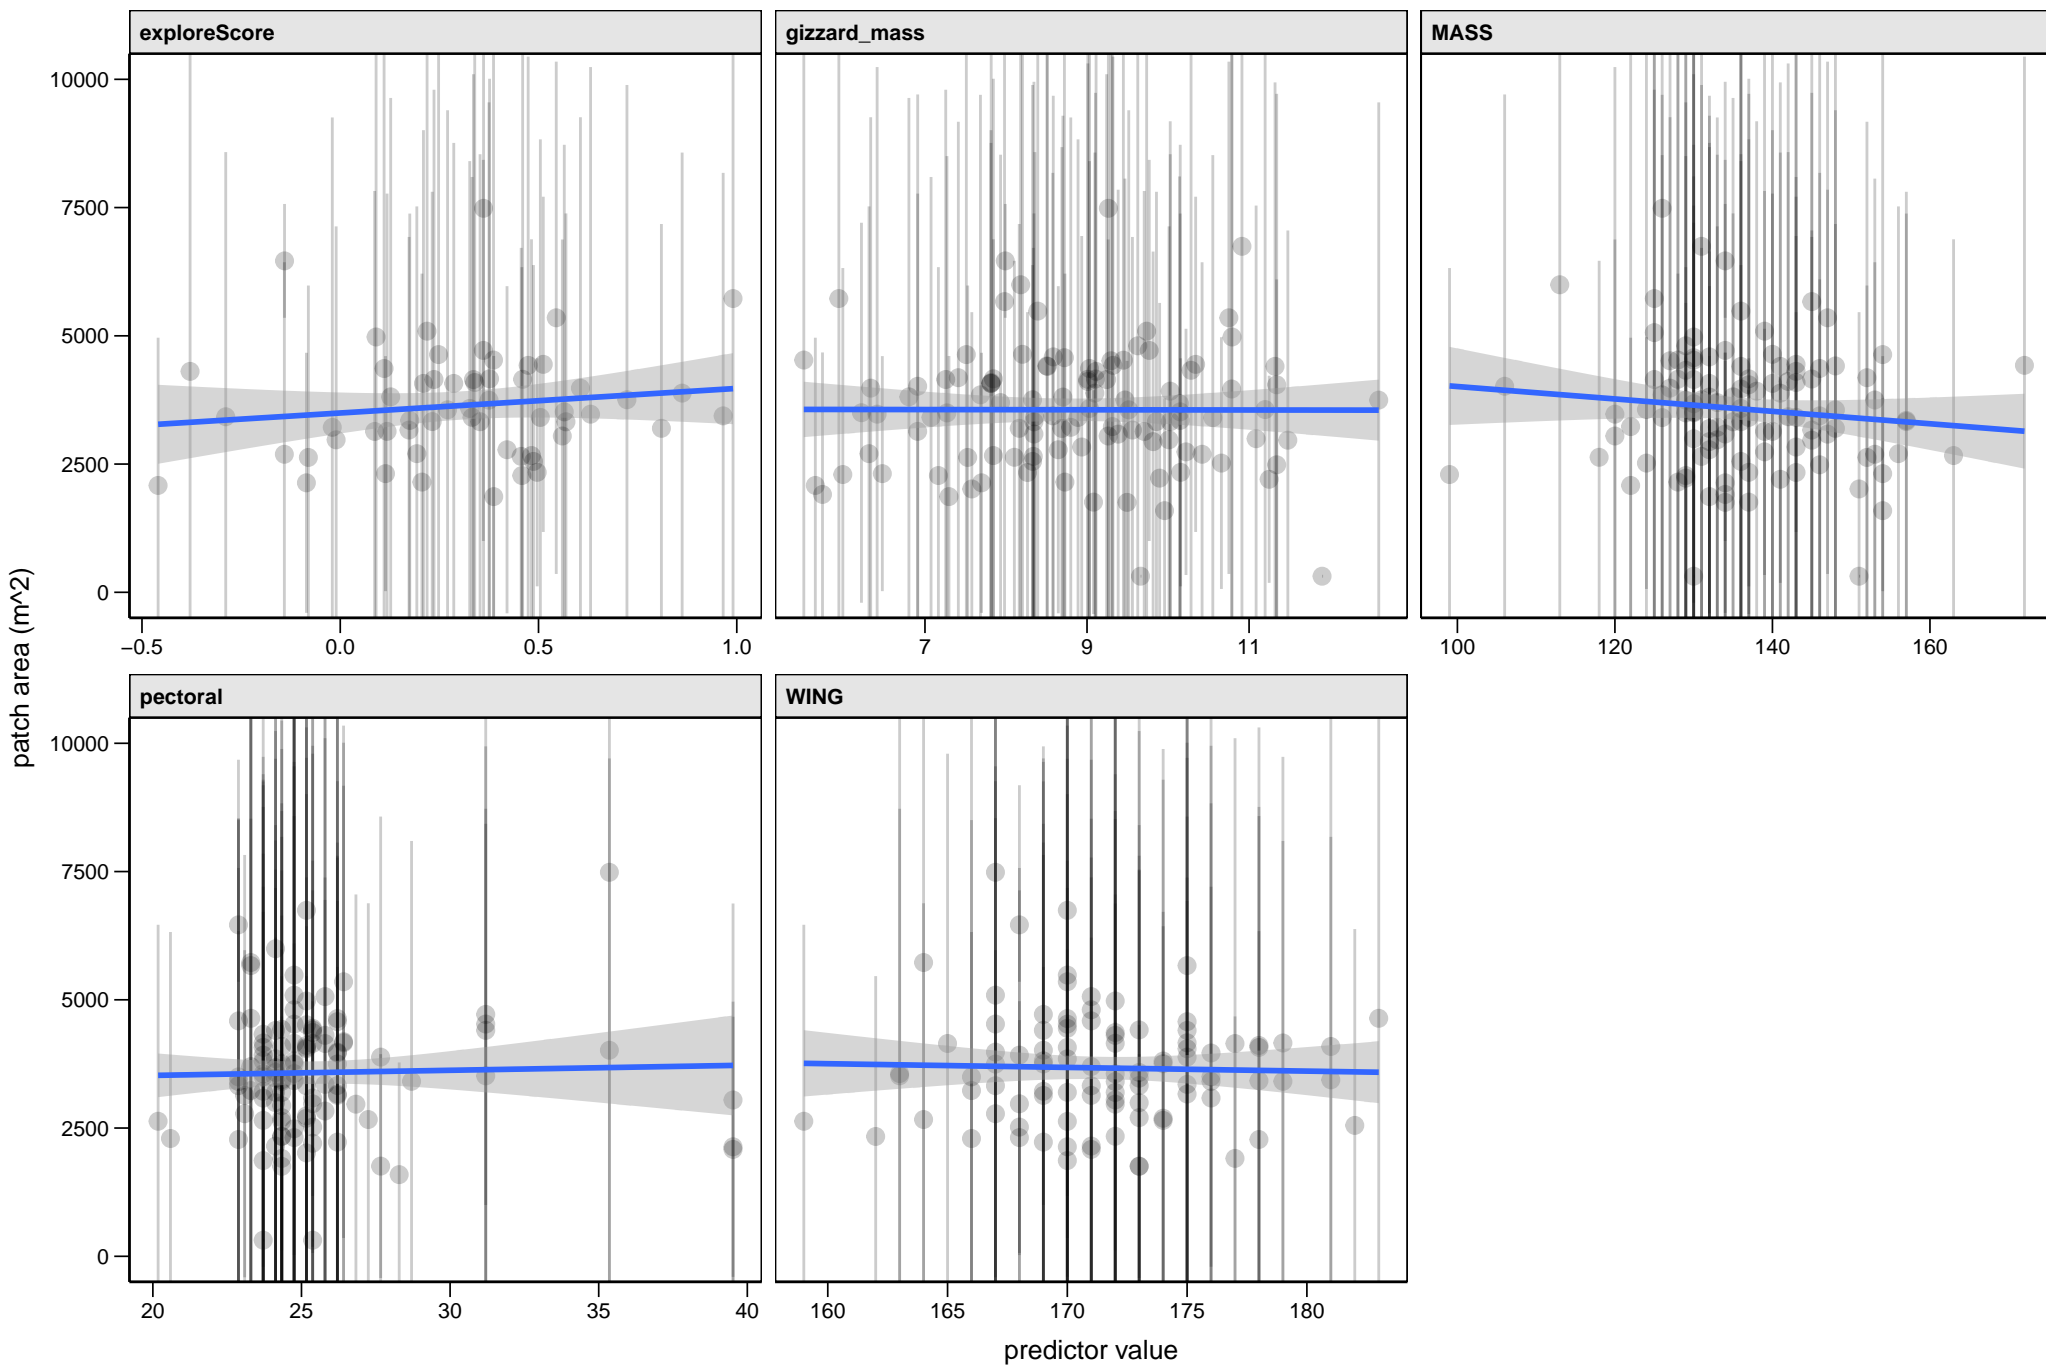 exploreScore gizzard_mass MASS
10000
7500
5000
2500
0
−0.5 0.0 0.5 1.0 7 9 11 100 120 140 160
pectoral WING
10000
7500
5000
2500
0
20 25 30 35 40 160 165 170 175 180
patch area (m^2)
predictor value